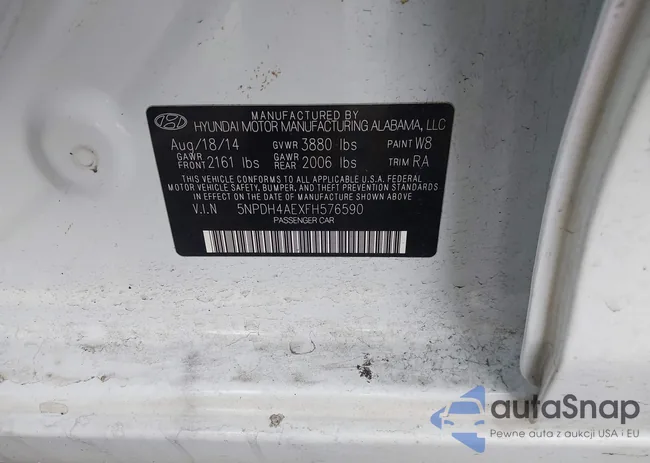 MANUFACTURED BY
HYUNDAI MOTOR MANUFACTURING ALABAMA, LLC
Aug/18/14 GVWR 3880 lbs PAINT W8
GAWR FRONT 2161 lbs GAWR REAR 2006 lbs TRIM RA
THIS VEHICLE CONFORMS TO ALL APPLICABLE U.S.A. FEDERAL
MOTOR VEHICLE SAFETY, BUMPER, AND THEFT PREVENTION
STANDARDS IN EFFECT ON THE DATE OF MANUFACTURE SHOWN ABOVE.
V.I.N 5NPDH4AEXFH576590
PASSENGER CAR
autaSnap
Pewne auta z aukcji USA i EU